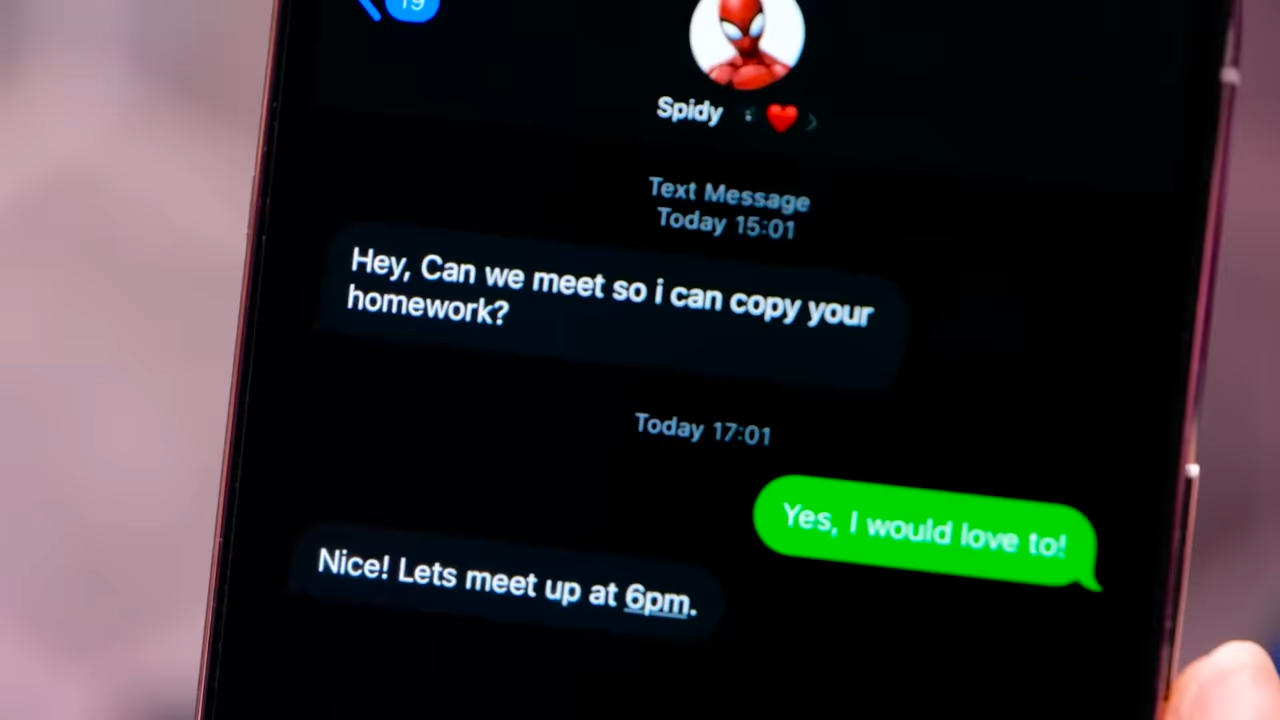 19
Spidy
Text Message
Today 15:01
Hey, Can we meet so i can copy your
homework?
Today 17:01
Yes, I would love to!
Nice! Lets meet up at 6pm.